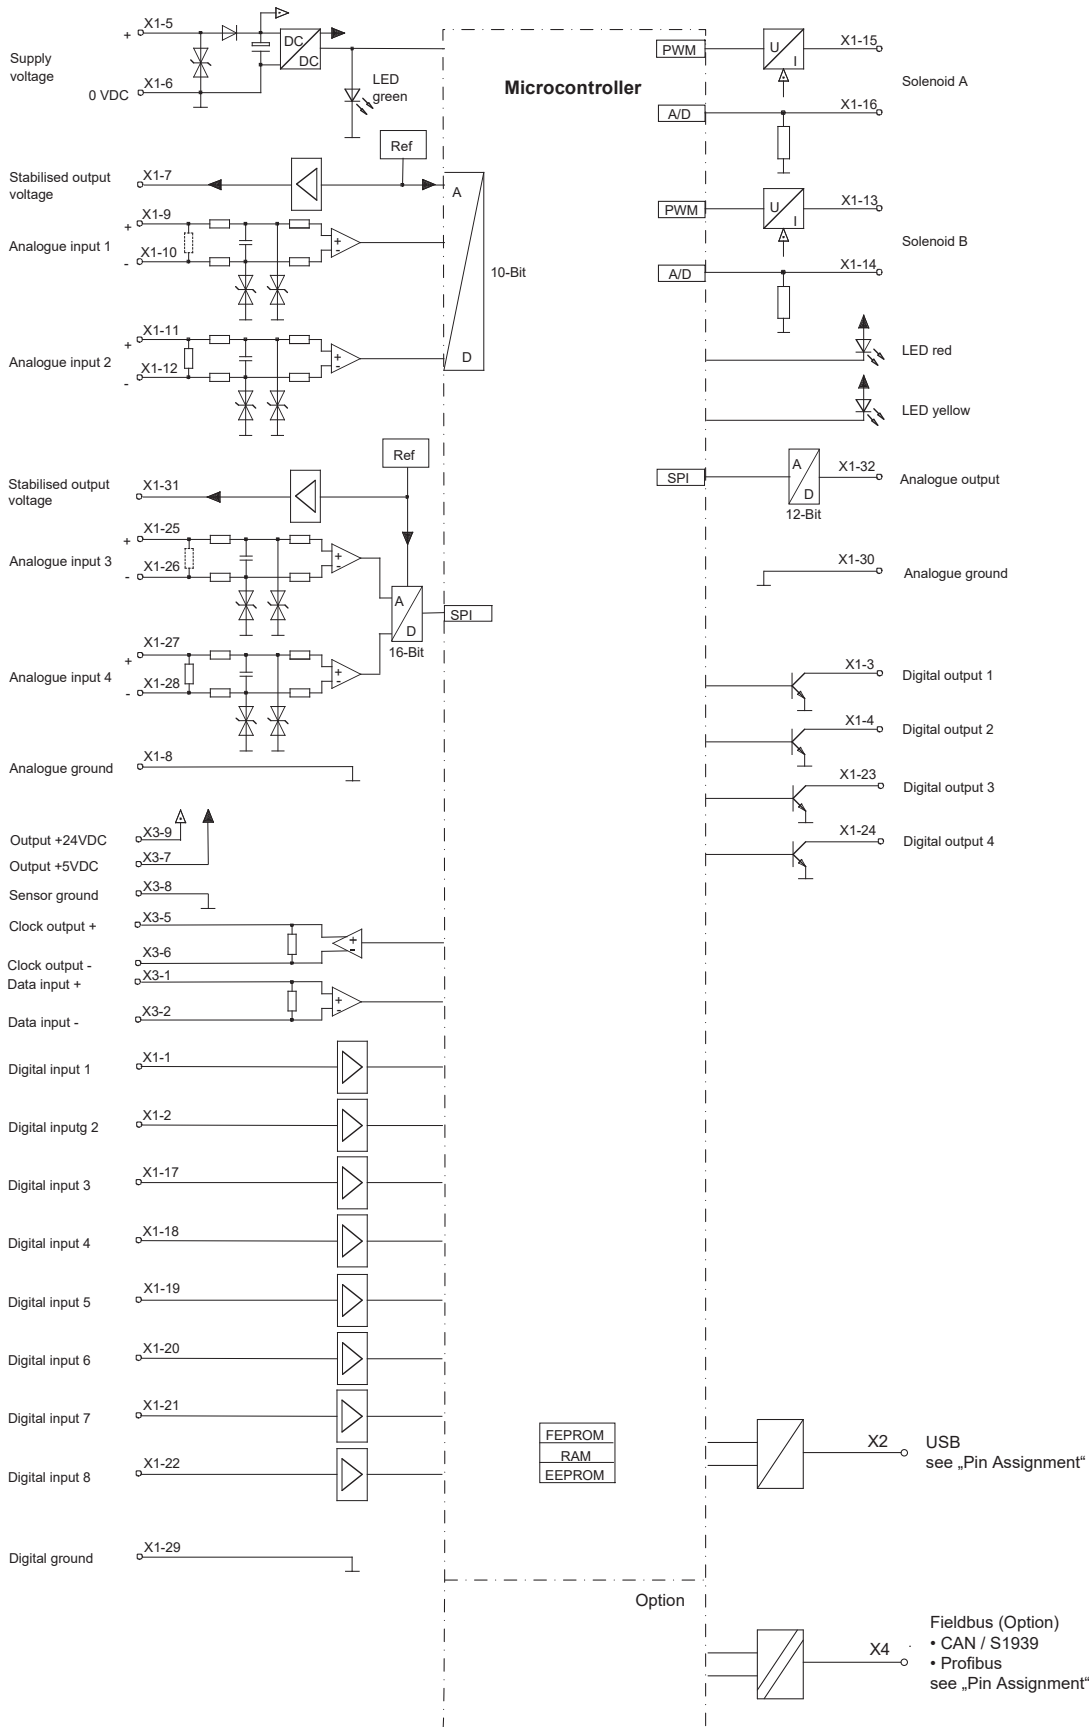 X1-5
+
Supply
voltage
X1-6
0 VDC
DC
DC
LED
green
Microcontroller
Ref
Stabilised output
voltage
X1-7
A
X1-9
+
Analogue input 1
X1-10
-
+
-
10-Bit
X1-11
+
Analogue input 2
X1-12
-
+
-
D
Ref
Stabilised output
voltage
X1-31
X1-25
+
Analogue input 3
X1-26
-
+
-
A
D
16-Bit
SPI
X1-27
+
Analogue input 4
X1-28
-
+
-
X1-8
Analogue ground
X3-9
Output +24VDC
X3-7
Output +5VDC
X3-8
Sensor ground
X3-5
Clock output +
+
-
X3-6
Clock output -
X3-1
Data input +
+
-
X3-2
Data input -
X1-1
Digital input 1
X1-2
Digital inputg 2
X1-17
Digital input 3
X1-18
Digital input 4
X1-19
Digital input 5
X1-20
Digital input 6
X1-21
Digital input 7
X1-22
Digital input 8
X1-29
Digital ground
PWM
U
I
X1-15
Solenoid A
A/D
X1-16
PWM
U
I
X1-13
Solenoid B
A/D
X1-14
LED red
LED yellow
SPI
A
D
12-Bit
X1-32
Analogue output
X1-30
Analogue ground
X1-3
Digital output 1
X1-4
Digital output 2
X1-23
Digital output 3
X1-24
Digital output 4
FEPROM
RAM
EEPROM
X2
USB
see „Pin Assignment“
Option
X4
Fieldbus (Option)
• CAN / S1939
• Profibus
see „Pin Assignment“